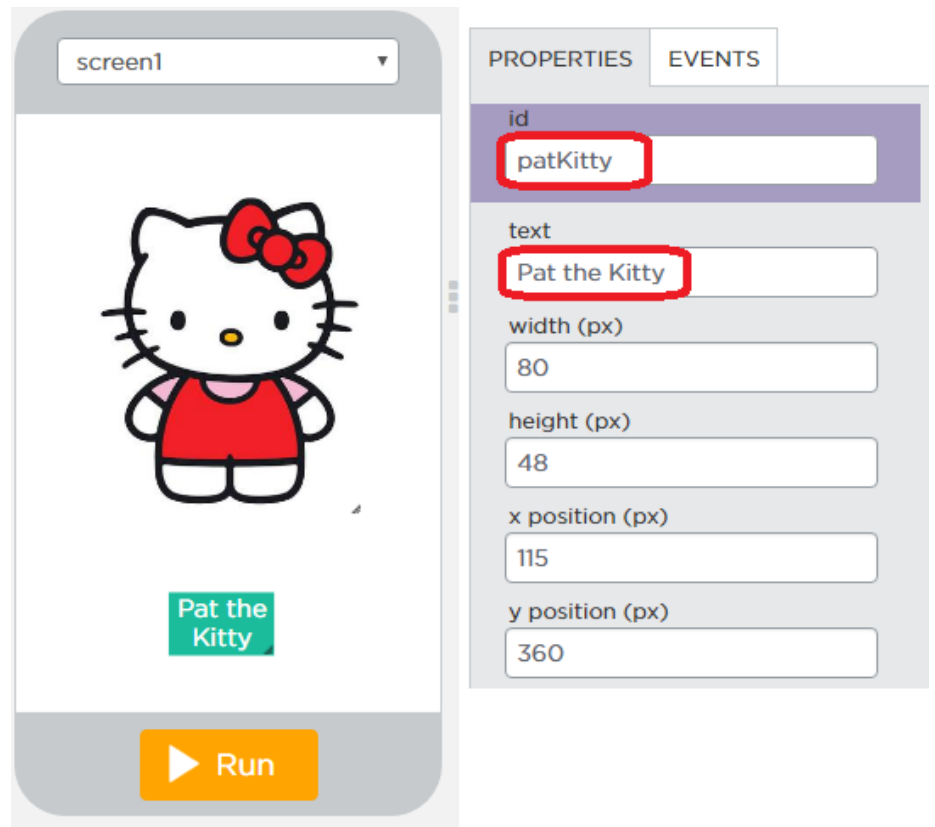 screen1
Pat the
Kitty
Run
PROPERTIES EVENTS
id
patKitty
text
Pat the Kitty
width (px)
80
height (px)
48
x position (px)
115
y position (px)
360